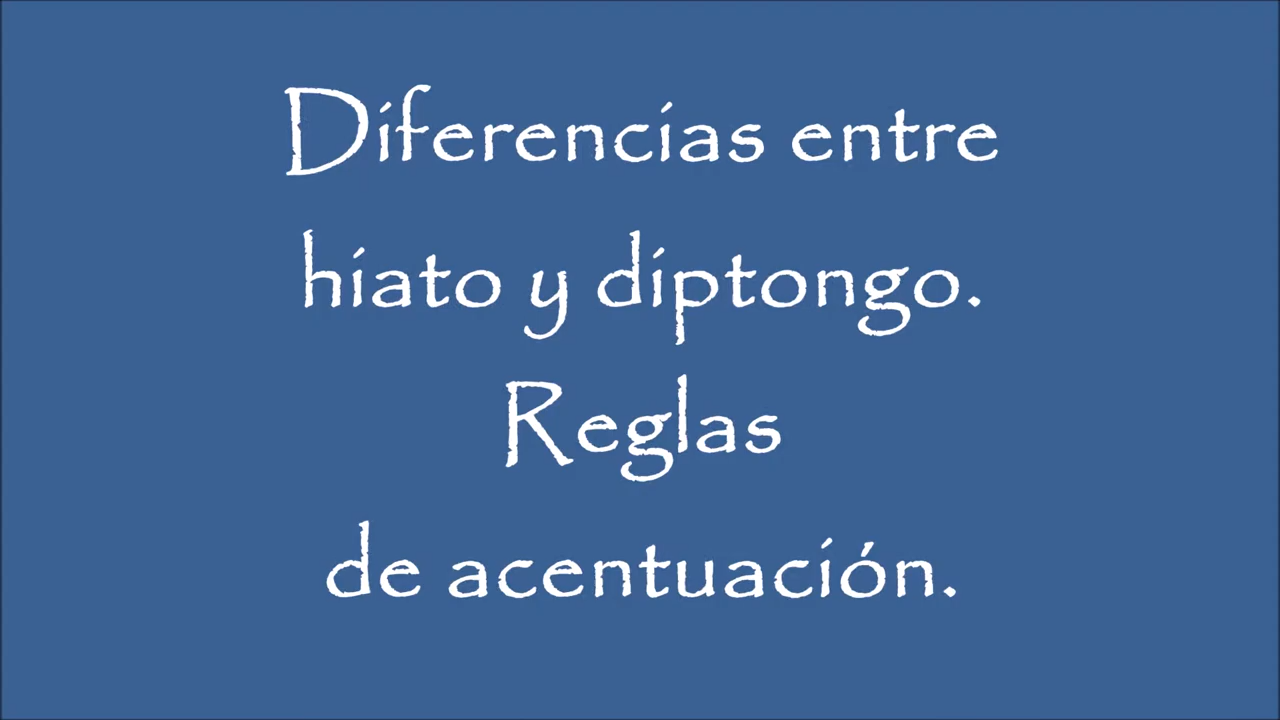 Diferencias entre
hiato y diptongo.
Reglas
de acentuación.